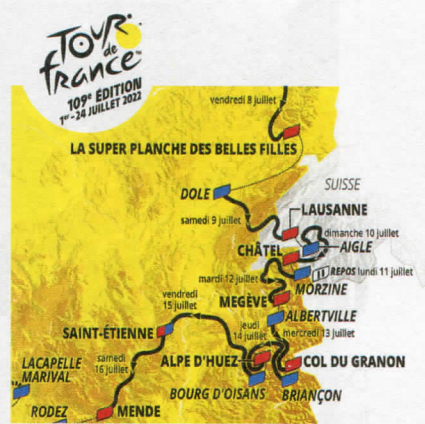 TOUR
de
france
109e ÉDITION
1er-24 JUILLET 2022
vendredi 8 juillet
LA SUPER PLANCHE DES BELLES FILLES
DOLE
SUISSE
samedi 9 juillet
LAUSANNE
dimanche 10 juillet
CHÂTEL
AIGLE
mardi 12 juillet
REPOS lundi 11 juillet
MORZINE
MEGÈVE
vendredi
15 juillet
ALBERTVILLE
jeudi
14 juillet
mercredi 13 juillet
SAINT-ÉTIENNE
samedi
16 juillet
ALPE D'HUEZ
COL DU GRANON
LACAPELLE
MARIVAL
BOURG D'OISANS
BRIANÇON
RODEZ
MENDE